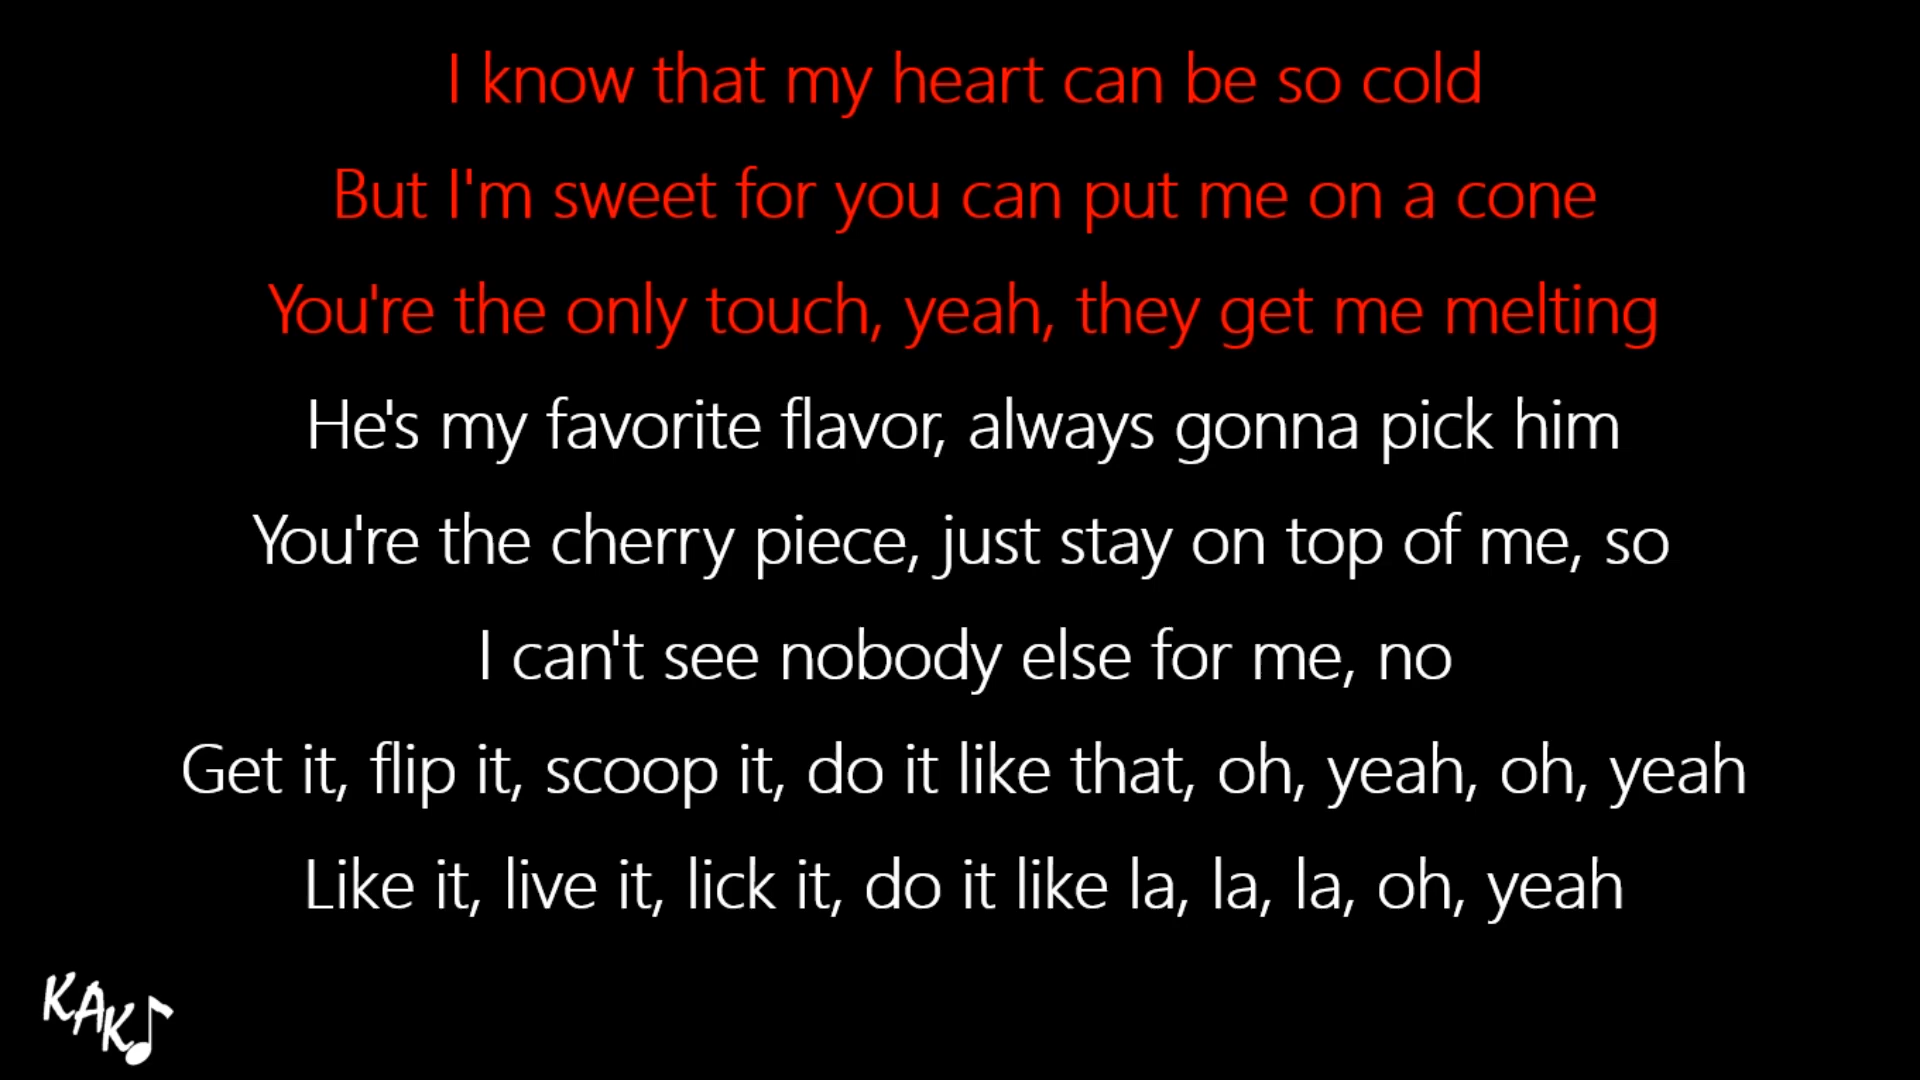 I know that my heart can be so cold
But I'm sweet for you can put me on a cone
You're the only touch, yeah, they get me melting
He's my favorite flavor, always gonna pick him
You're the cherry piece, just stay on top of me, so
I can't see nobody else for me, no
Get it, flip it, scoop it, do it like that, oh, yeah, oh, yeah
Like it, live it, lick it, do it like la, la, la, oh, yeah
KAK